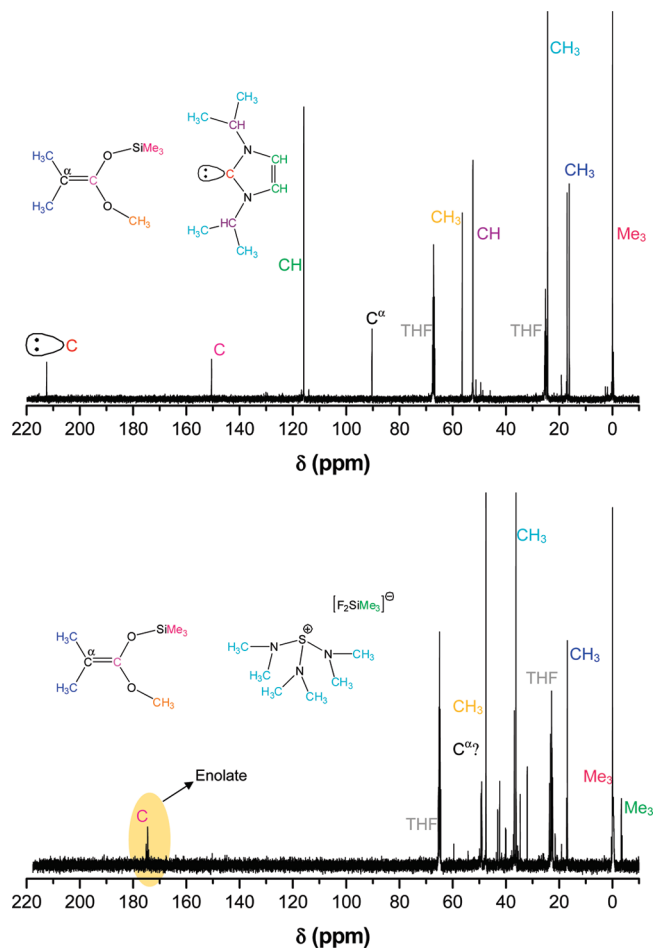 CH₃
H₃C
CH
CH₃
SiMe₃
O
N
H₃C
α
CH
C
C
:
C
CH
CH₃
H₃C
O
N
CH₃
CH₃
Me₃
CH₃
HC
CH₃
CH
H₃C
CH₃
CH
Cα
THF
THF
: C
C
220 200 180 160 140 120 100 80 60 40 20 0
δ (ppm)
[F₂SiMe₃]⊖
CH₃
SiMe₃
⊕
H₃C
O
S
CH₃
H₃C
α
N
N
CH₃
C
C
H₃C
N
CH₃
THF
H₃C
O
H₃C
CH₃
CH₃
CH₃
CH₃
Cα?
Enolate
Me₃
C
Me₃
THF
220 200 180 160 140 120 100 80 60 40 20 0
δ (ppm)